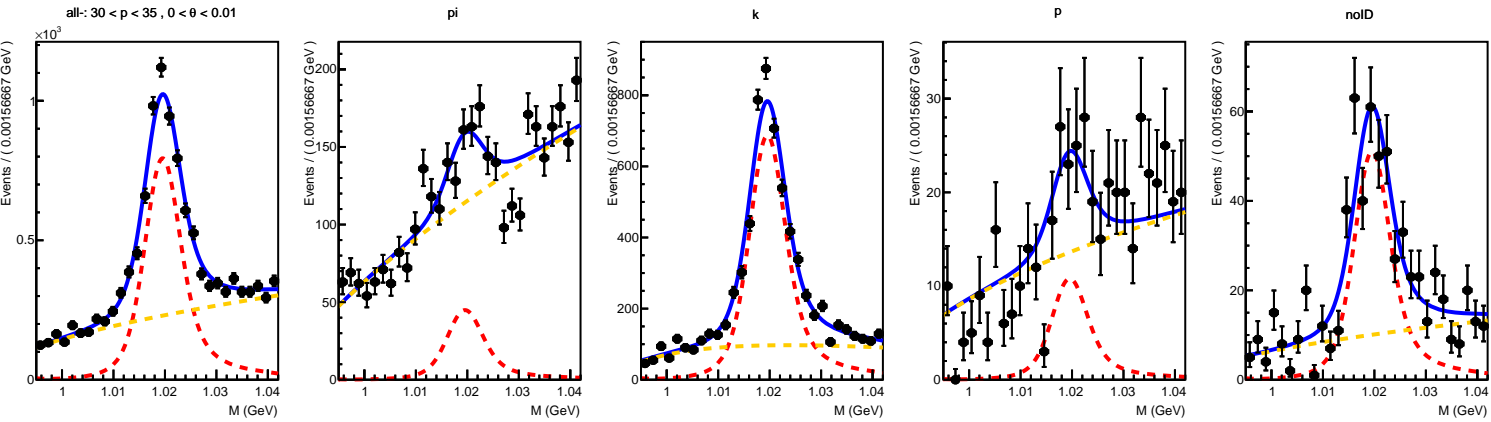 all-: 30 < p < 35 , 0 < θ < 0.01
×10³
Events / ( 0.00156667 GeV )
1
0.5
0
1 1.01 1.02 1.03 1.04
M (GeV)
pi
Events / ( 0.00156667 GeV )
200
150
100
50
0
1 1.01 1.02 1.03 1.04
M (GeV)
k
Events / ( 0.00156667 GeV )
800
600
400
200
0
1 1.01 1.02 1.03 1.04
M (GeV)
p
Events / ( 0.00156667 GeV )
30
20
10
0
1 1.01 1.02 1.03 1.04
M (GeV)
noID
Events / ( 0.00156667 GeV )
60
40
20
0
1 1.01 1.02 1.03 1.04
M (GeV)